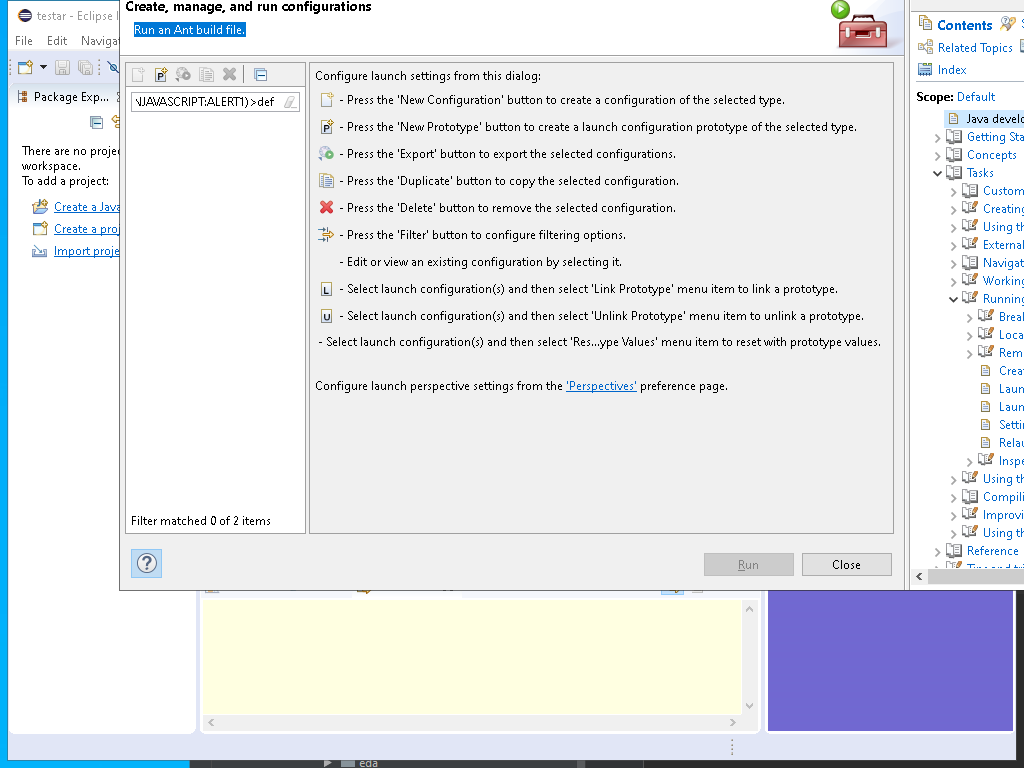 testar - Eclipse
File Edit Navigat
Package Exp...
There are no proje
workspace.
To add a project:
Create a Java
Create a proj
Import proje
Create, manage, and run configurations
Run an Ant build file.
\JAVASCRIPT:ALERT1)>def
Filter matched 0 of 2 items
Configure launch settings from this dialog:
- Press the 'New Configuration' button to create a configuration of the selected type.
- Press the 'New Prototype' button to create a launch configuration prototype of the selected type.
- Press the 'Export' button to export the selected configurations.
- Press the 'Duplicate' button to copy the selected configuration.
- Press the 'Delete' button to remove the selected configuration.
- Press the 'Filter' button to configure filtering options.
- Edit or view an existing configuration by selecting it.
L - Select launch configuration(s) and then select 'Link Prototype' menu item to link a prototype.
U - Select launch configuration(s) and then select 'Unlink Prototype' menu item to unlink a prototype.
- Select launch configuration(s) and then select 'Res...ype Values' menu item to reset with prototype values.
Configure launch perspective settings from the 'Perspectives' preference page.
Run
Close
Contents
Related Topics
Index
Scope: Default
Java develo
Getting Sta
Concepts
Tasks
Custom
Creating
Using th
External
Navigat
Working
Running
Break
Loca
Rem
Creat
Laun
Laun
Setti
Relau
Inspe
Using th
Compili
Improvi
Using th
Reference
eda